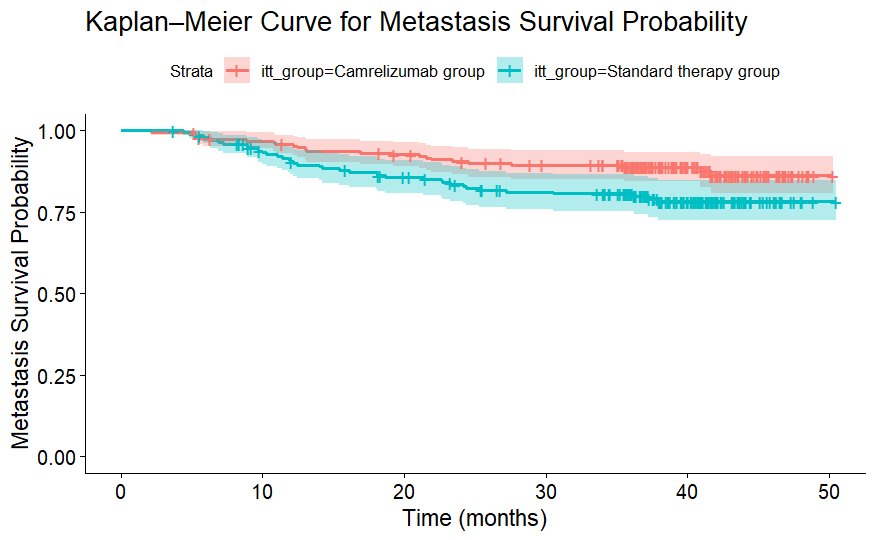 Kaplan–Meier Curve for Metastasis Survival Probability
Strata itt_group=Camrelizumab group itt_group=Standard therapy group
Metastasis Survival Probability
1.00
0.75
0.50
0.25
0.00
0 10 20 30 40 50
Time (months)